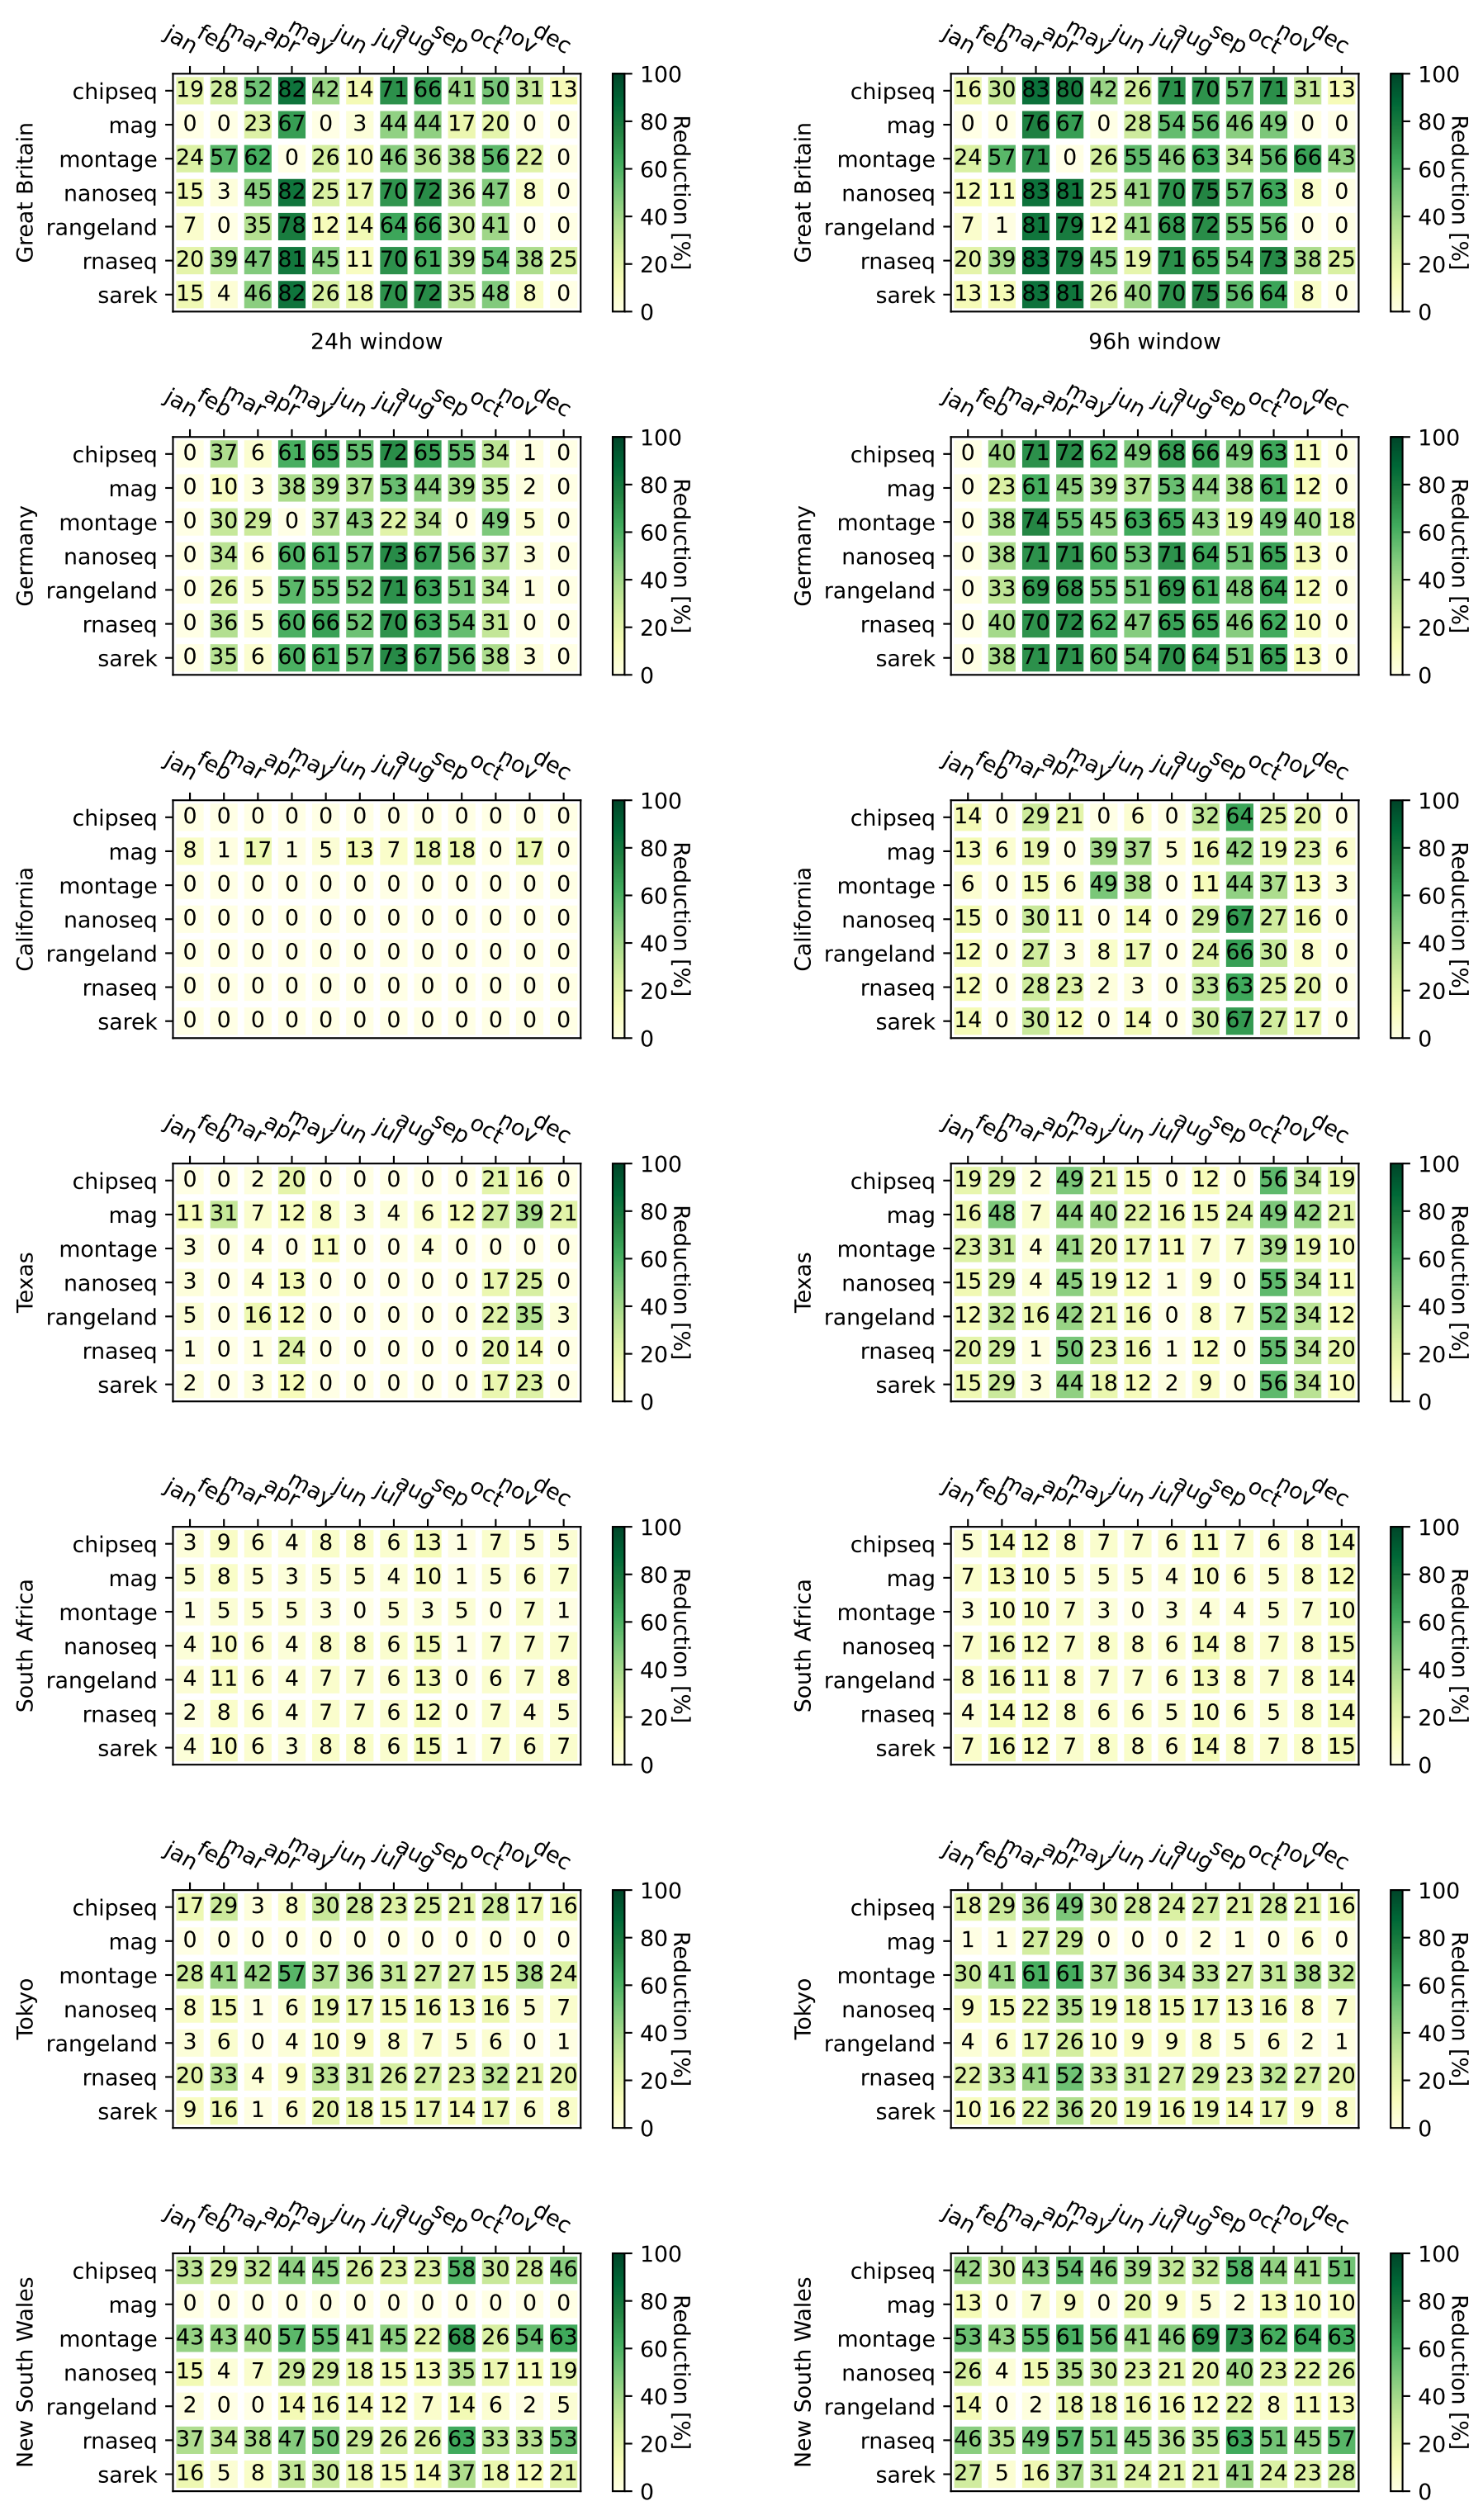 jan feb mar apr may jun jul aug sep oct nov dec
Great Britain
chipseq 19 28 52 82 42 14 71 66 41 50 31 13
mag 0 0 23 67 0 3 44 44 17 20 0 0
montage 24 57 62 0 26 10 46 36 38 56 22 0
nanoseq 15 3 45 82 25 17 70 72 36 47 8 0
rangeland 7 0 35 78 12 14 64 66 30 41 0 0
rnaseq 20 39 47 81 45 11 70 61 39 54 38 25
sarek 15 4 46 82 26 18 70 72 35 48 8 0
100 80 60 40 20 0
Reduction [%]
24h window
jan feb mar apr may jun jul aug sep oct nov dec
Great Britain
chipseq 16 30 83 80 42 26 71 70 57 71 31 13
mag 0 0 76 67 0 28 54 56 46 49 0 0
montage 24 57 71 0 26 55 46 63 34 56 66 43
nanoseq 12 11 83 81 25 41 70 75 57 63 8 0
rangeland 7 1 81 79 12 41 68 72 55 56 0 0
rnaseq 20 39 83 79 45 19 71 65 54 73 38 25
sarek 13 13 83 81 26 40 70 75 56 64 8 0
100 80 60 40 20 0
Reduction [%]
96h window
jan feb mar apr may jun jul aug sep oct nov dec
Germany
chipseq 0 37 6 61 65 55 72 65 55 34 1 0
mag 0 10 3 38 39 37 53 44 39 35 2 0
montage 0 30 29 0 37 43 22 34 0 49 5 0
nanoseq 0 34 6 60 61 57 73 67 56 37 3 0
rangeland 0 26 5 57 55 52 71 63 51 34 1 0
rnaseq 0 36 5 60 66 52 70 63 54 31 0 0
sarek 0 35 6 60 61 57 73 67 56 38 3 0
100 80 60 40 20 0
Reduction [%]
jan feb mar apr may jun jul aug sep oct nov dec
Germany
chipseq 0 40 71 72 62 49 68 66 49 63 11 0
mag 0 23 61 45 39 37 53 44 38 61 12 0
montage 0 38 74 55 45 63 65 43 19 49 40 18
nanoseq 0 38 71 71 60 53 71 64 51 65 13 0
rangeland 0 33 69 68 55 51 69 61 48 64 12 0
rnaseq 0 40 70 72 62 47 65 65 46 62 10 0
sarek 0 38 71 71 60 54 70 64 51 65 13 0
100 80 60 40 20 0
Reduction [%]
jan feb mar apr may jun jul aug sep oct nov dec
California
chipseq 0 0 0 0 0 0 0 0 0 0 0 0
mag 8 1 17 1 5 13 7 18 18 0 17 0
montage 0 0 0 0 0 0 0 0 0 0 0 0
nanoseq 0 0 0 0 0 0 0 0 0 0 0 0
rangeland 0 0 0 0 0 0 0 0 0 0 0 0
rnaseq 0 0 0 0 0 0 0 0 0 0 0 0
sarek 0 0 0 0 0 0 0 0 0 0 0 0
100 80 60 40 20 0
Reduction [%]
jan feb mar apr may jun jul aug sep oct nov dec
California
chipseq 14 0 29 21 0 6 0 32 64 25 20 0
mag 13 6 19 0 39 37 5 16 42 19 23 6
montage 6 0 15 6 49 38 0 11 44 37 13 3
nanoseq 15 0 30 11 0 14 0 29 67 27 16 0
rangeland 12 0 27 3 8 17 0 24 66 30 8 0
rnaseq 12 0 28 23 2 3 0 33 63 25 20 0
sarek 14 0 30 12 0 14 0 30 67 27 17 0
100 80 60 40 20 0
Reduction [%]
jan feb mar apr may jun jul aug sep oct nov dec
Texas
chipseq 0 0 2 20 0 0 0 0 0 21 16 0
mag 11 31 7 12 8 3 4 6 12 27 39 21
montage 3 0 4 0 11 0 0 4 0 0 0 0
nanoseq 3 0 4 13 0 0 0 0 0 17 25 0
rangeland 5 0 16 12 0 0 0 0 0 22 35 3
rnaseq 1 0 1 24 0 0 0 0 0 20 14 0
sarek 2 0 3 12 0 0 0 0 0 17 23 0
100 80 60 40 20 0
Reduction [%]
jan feb mar apr may jun jul aug sep oct nov dec
Texas
chipseq 19 29 2 49 21 15 0 12 0 56 34 19
mag 16 48 7 44 40 22 16 15 24 49 42 21
montage 23 31 4 41 20 17 11 7 7 39 19 10
nanoseq 15 29 4 45 19 12 1 9 0 55 34 11
rangeland 12 32 16 42 21 16 0 8 7 52 34 12
rnaseq 20 29 1 50 23 16 1 12 0 55 34 20
sarek 15 29 3 44 18 12 2 9 0 56 34 10
100 80 60 40 20 0
Reduction [%]
jan feb mar apr may jun jul aug sep oct nov dec
South Africa
chipseq 3 9 6 4 8 8 6 13 1 7 5 5
mag 5 8 5 3 5 5 4 10 1 5 6 7
montage 1 5 5 5 3 0 5 3 5 0 7 1
nanoseq 4 10 6 4 8 8 6 15 1 7 7 7
rangeland 4 11 6 4 7 7 6 13 0 6 7 8
rnaseq 2 8 6 4 7 7 6 12 0 7 4 5
sarek 4 10 6 3 8 8 6 15 1 7 6 7
100 80 60 40 20 0
Reduction [%]
jan feb mar apr may jun jul aug sep oct nov dec
South Africa
chipseq 5 14 12 8 7 7 6 11 7 6 8 14
mag 7 13 10 5 5 5 4 10 6 5 8 12
montage 3 10 10 7 3 0 3 4 4 5 7 10
nanoseq 7 16 12 7 8 8 6 14 8 7 8 15
rangeland 8 16 11 8 7 7 6 13 8 7 8 14
rnaseq 4 14 12 8 6 6 5 10 6 5 8 14
sarek 7 16 12 7 8 8 6 14 8 7 8 15
100 80 60 40 20 0
Reduction [%]
jan feb mar apr may jun jul aug sep oct nov dec
Tokyo
chipseq 17 29 3 8 30 28 23 25 21 28 17 16
mag 0 0 0 0 0 0 0 0 0 0 0 0
montage 28 41 42 57 37 36 31 27 27 15 38 24
nanoseq 8 15 1 6 19 17 15 16 13 16 5 7
rangeland 3 6 0 4 10 9 8 7 5 6 0 1
rnaseq 20 33 4 9 33 31 26 27 23 32 21 20
sarek 9 16 1 6 20 18 15 17 14 17 6 8
100 80 60 40 20 0
Reduction [%]
jan feb mar apr may jun jul aug sep oct nov dec
Tokyo
chipseq 18 29 36 49 30 28 24 27 21 28 21 16
mag 1 1 27 29 0 0 0 2 1 0 6 0
montage 30 41 61 61 37 36 34 33 27 31 38 32
nanoseq 9 15 22 35 19 18 15 17 13 16 8 7
rangeland 4 6 17 26 10 9 9 8 5 6 2 1
rnaseq 22 33 41 52 33 31 27 29 23 32 27 20
sarek 10 16 22 36 20 19 16 19 14 17 9 8
100 80 60 40 20 0
Reduction [%]
jan feb mar apr may jun jul aug sep oct nov dec
New South Wales
chipseq 33 29 32 44 45 26 23 23 58 30 28 46
mag 0 0 0 0 0 0 0 0 0 0 0 0
montage 43 43 40 57 55 41 45 22 68 26 54 63
nanoseq 15 4 7 29 29 18 15 13 35 17 11 19
rangeland 2 0 0 14 16 14 12 7 14 6 2 5
rnaseq 37 34 38 47 50 29 26 26 63 33 33 53
sarek 16 5 8 31 30 18 15 14 37 18 12 21
100 80 60 40 20 0
Reduction [%]
jan feb mar apr may jun jul aug sep oct nov dec
New South Wales
chipseq 42 30 43 54 46 39 32 32 58 44 41 51
mag 13 0 7 9 0 20 9 5 2 13 10 10
montage 53 43 55 61 56 41 46 69 73 62 64 63
nanoseq 26 4 15 35 30 23 21 20 40 23 22 26
rangeland 14 0 2 18 18 16 16 12 22 8 11 13
rnaseq 46 35 49 57 51 45 36 35 63 51 45 57
sarek 27 5 16 37 31 24 21 21 41 24 23 28
100 80 60 40 20 0
Reduction [%]